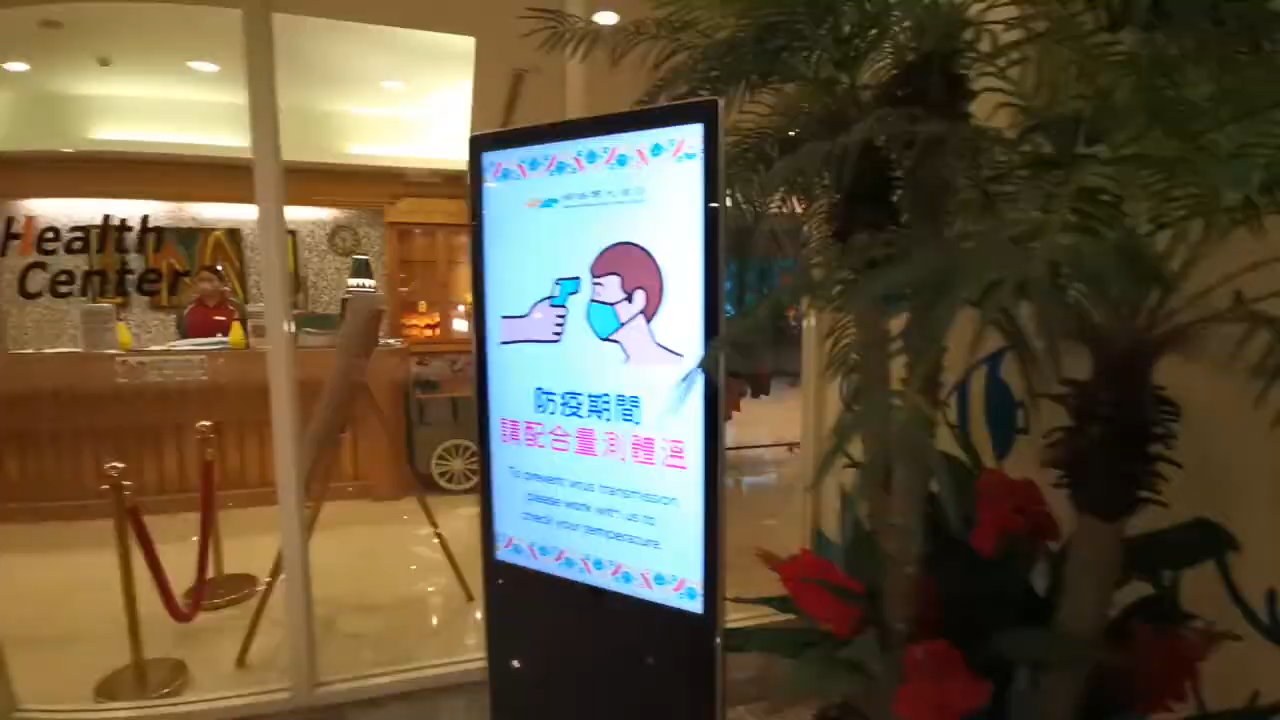 Health
Center
防疫期間
請配合量測體溫
To prevent virus transmission,
please work with us to
check your temperature